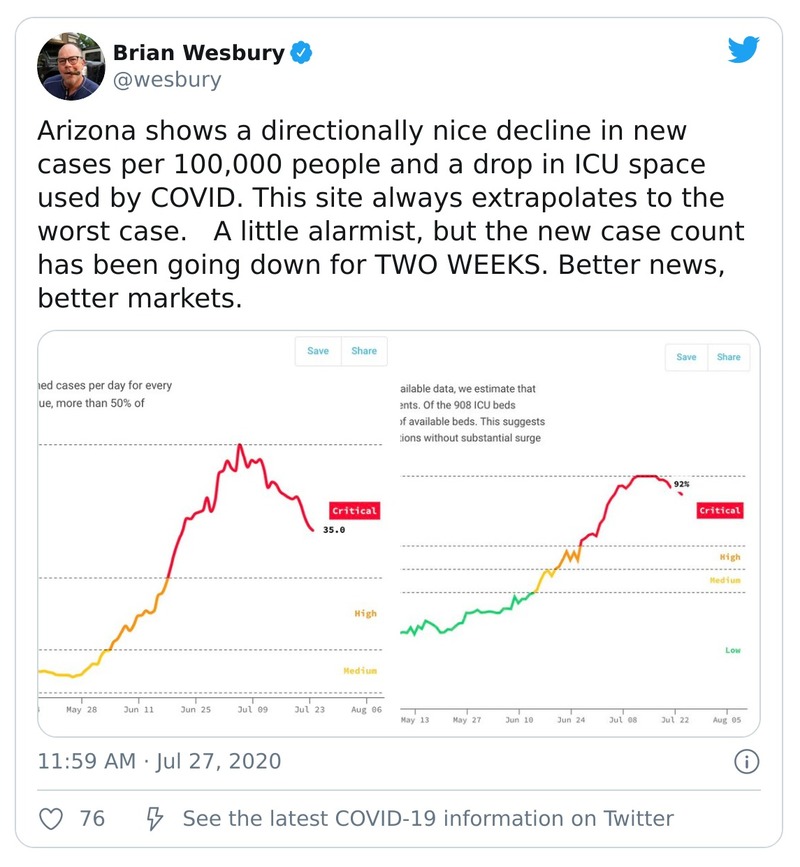 Brian Wesbury
@wesbury
Arizona shows a directionally nice decline in new
cases per 100,000 people and a drop in ICU space
used by COVID. This site always extrapolates to the
worst case. A little alarmist, but the new case count
has been going down for TWO WEEKS. Better news,
better markets.
Save Share
ned cases per day for every
ue, more than 50% of
Critical
35.0
High
Medium
May 28 Jun 11 Jun 25 Jul 09 Jul 23 Aug 06
Save Share
ailable data, we estimate that
ents. Of the 908 ICU beds
of available beds. This suggests
tions without substantial surge
92%
Critical
High
Medium
Low
May 13 May 27 Jun 10 Jun 24 Jul 08 Jul 22 Aug 05
11:59 AM · Jul 27, 2020
76 See the latest COVID-19 information on Twitter